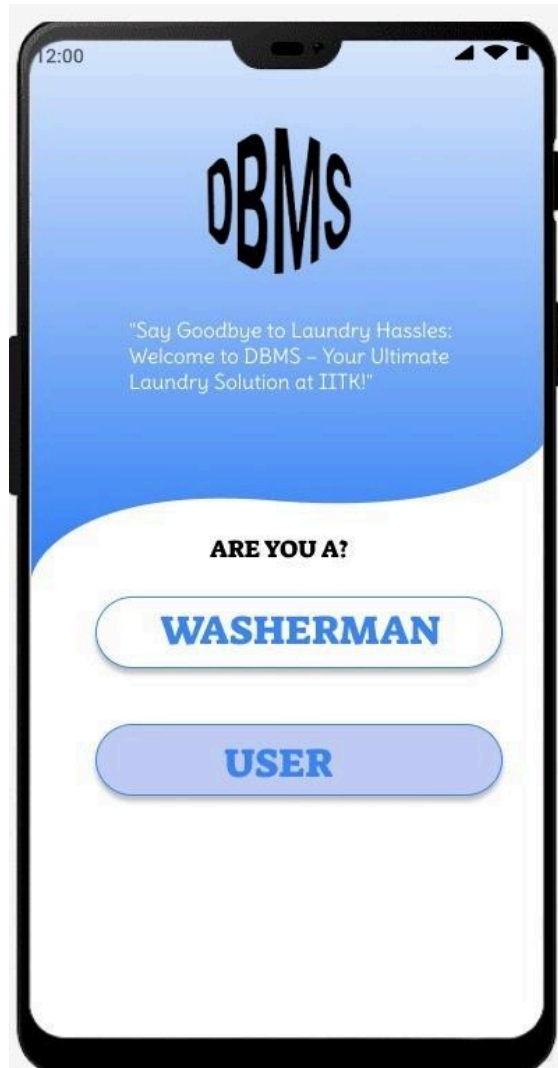 12:00
DBMS
"Say Goodbye to Laundry Hassles:
Welcome to DBMS – Your Ultimate
Laundry Solution at IITK!"
ARE YOU A?
WASHERMAN
USER